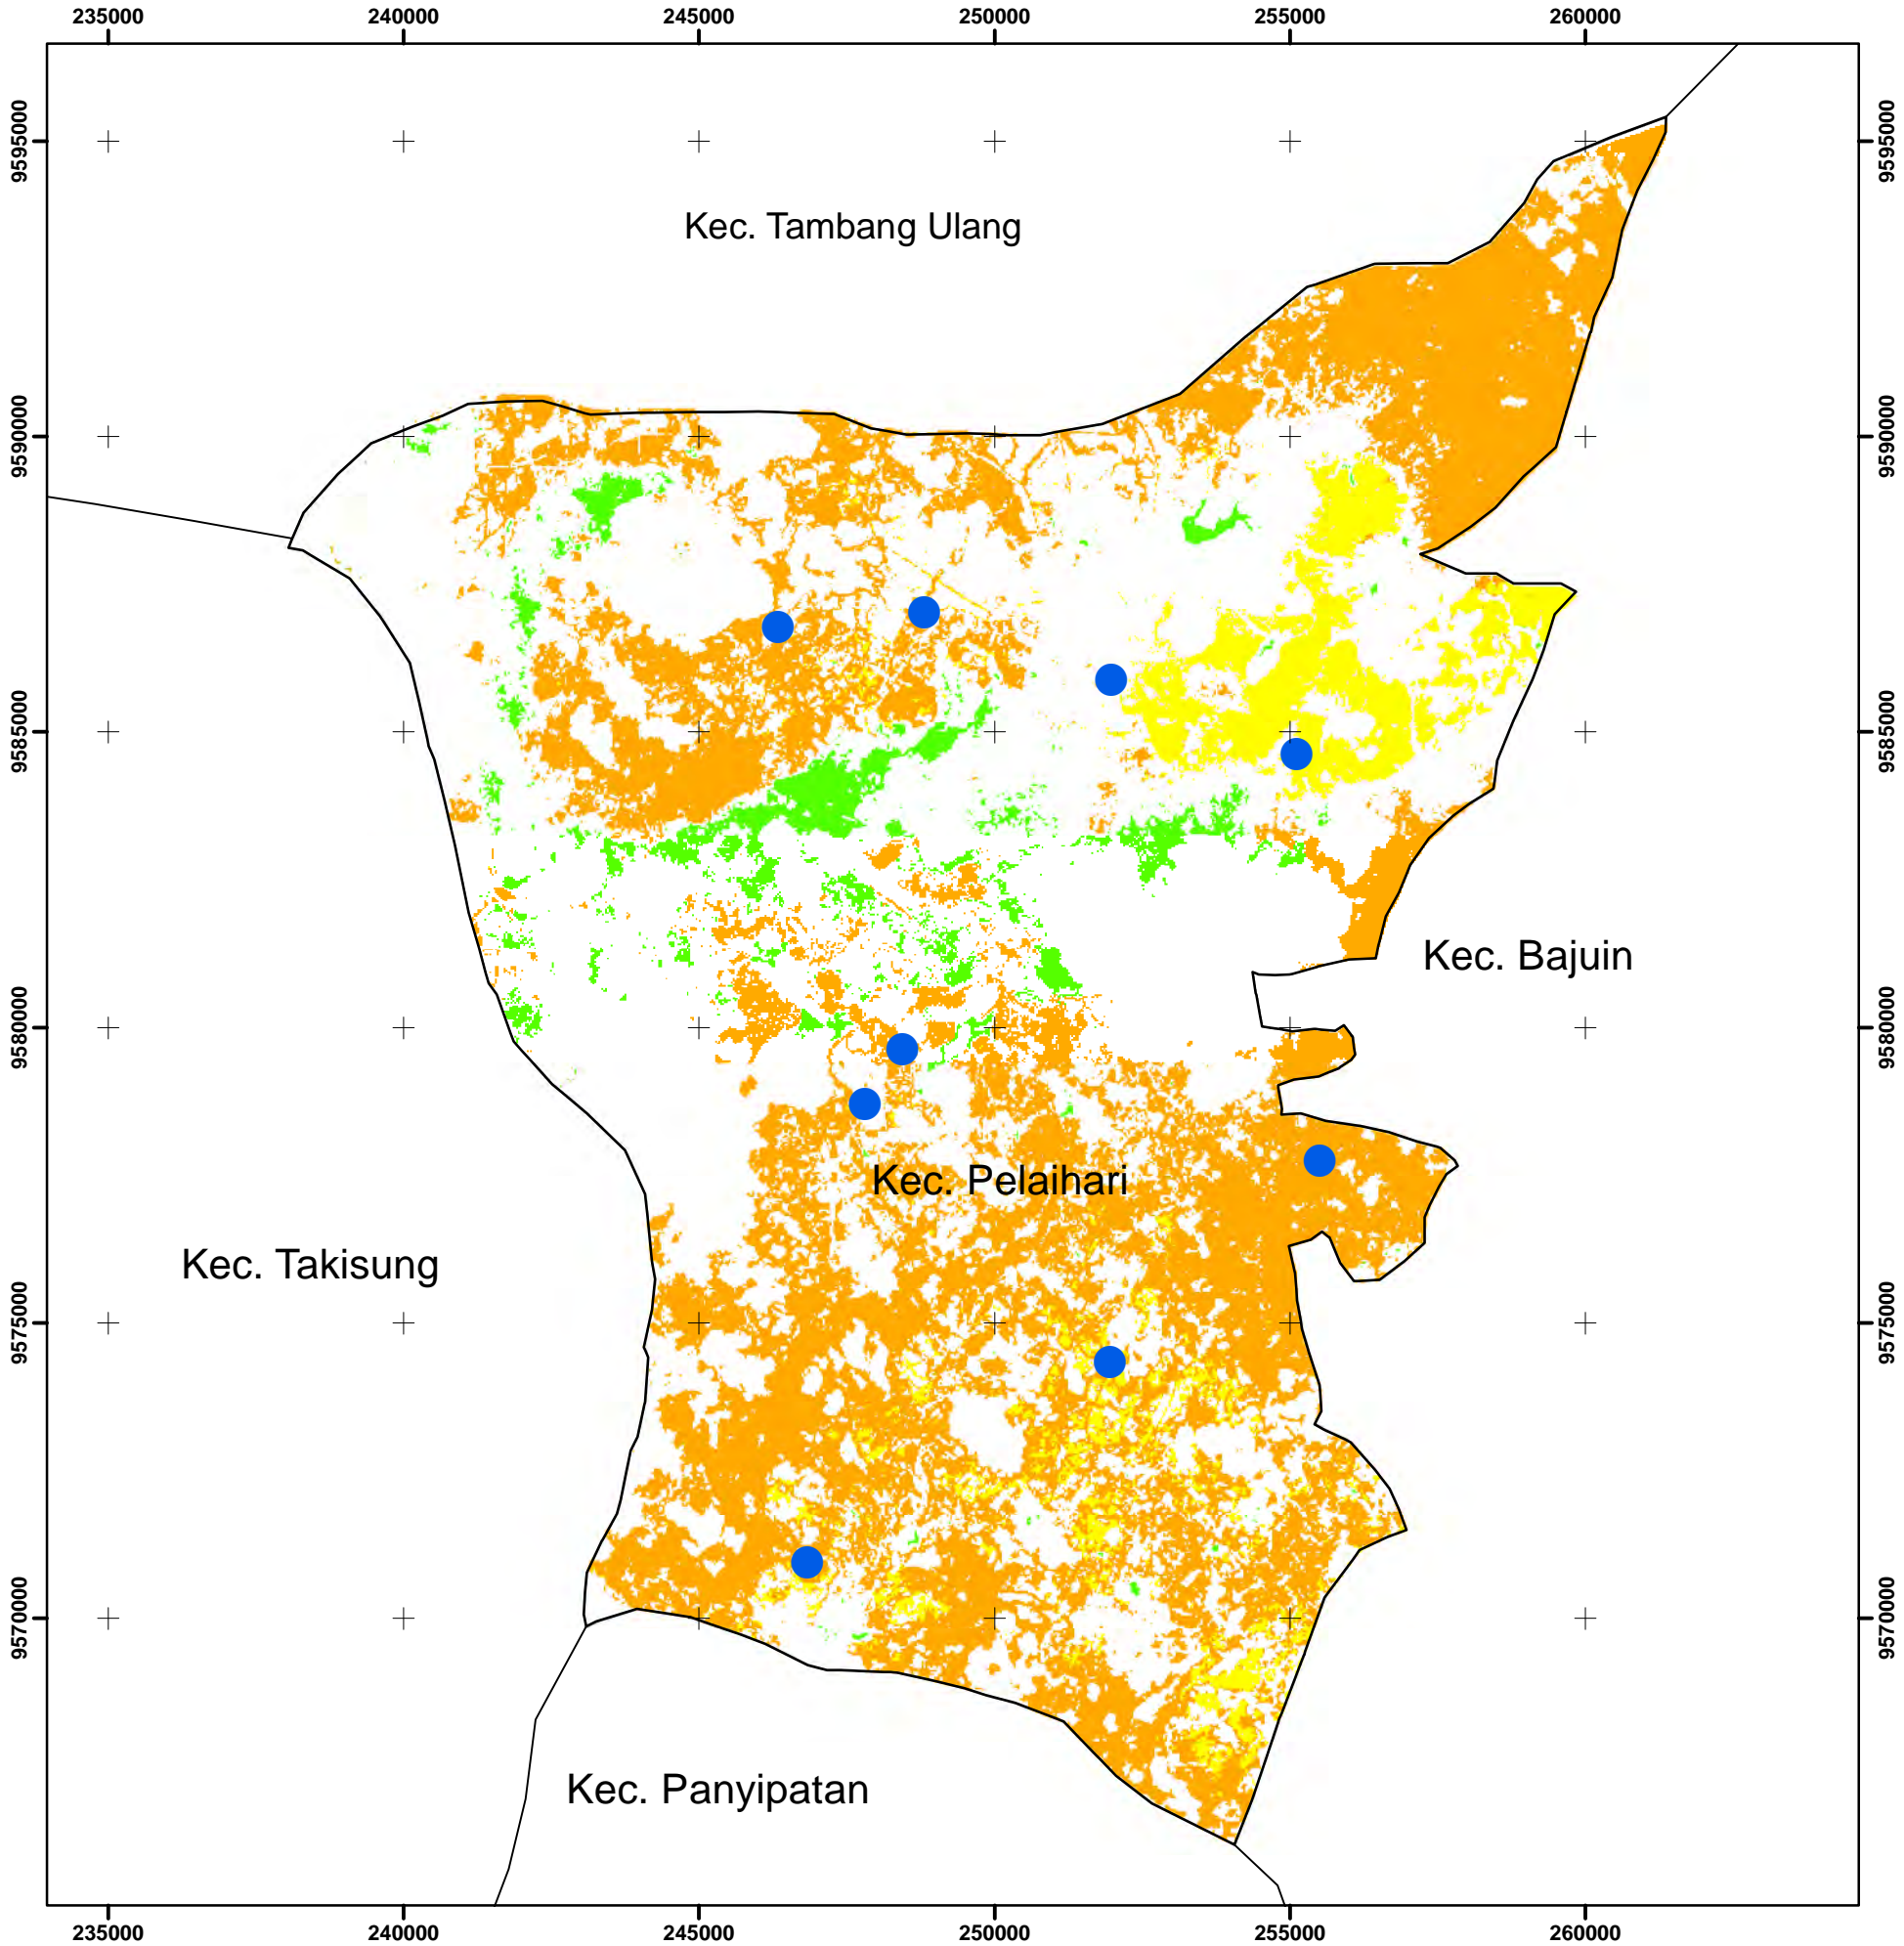 235000 240000 245000 250000 255000 260000
9595000 9595000
Kec. Tambang Ulang
9590000 9590000
9585000 9585000
Kec. Bajuin
9580000 9580000
Kec. Pelaihari
Kec. Takisung
9575000 9575000
9570000 9570000
Kec. Panyipatan
235000 240000 245000 250000 255000 260000